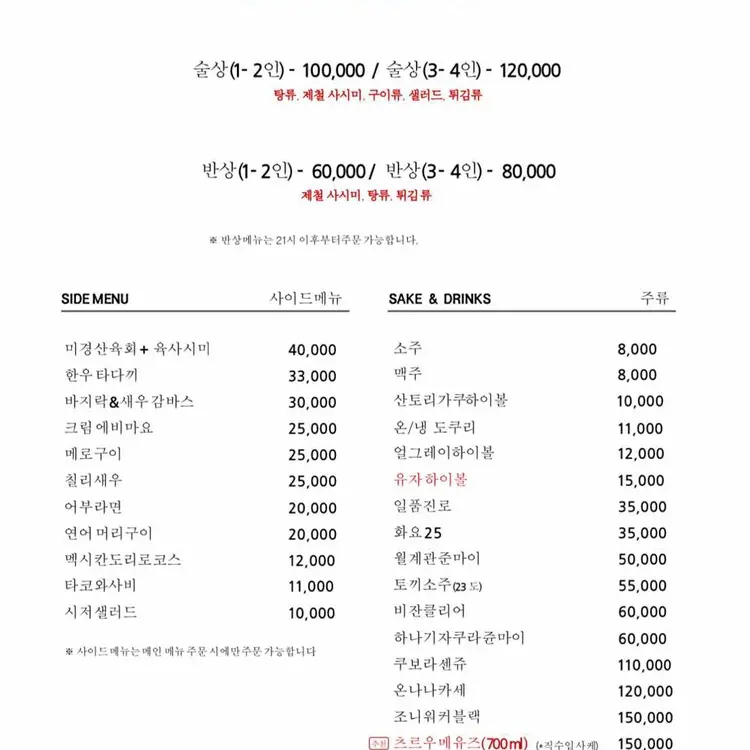 술상(1- 2인) - 100,000 / 술상(3- 4인) - 120,000
탕류, 제철 사시미, 구이류, 샐러드, 튀김류
반상(1- 2인) - 60,000 / 반상(3- 4인) - 80,000
제철 사시미, 탕류, 튀김류
※ 반상메뉴는 21시 이후부터주문 가능합니다.
SIDE MENU 사이드메뉴
미경산육회 + 육사시미 40,000
한우 타다끼 33,000
바지락&새우 감바스 30,000
크림 에비마요 25,000
메로구이 25,000
칠리새우 25,000
어부라면 20,000
연어 머리구이 20,000
멕시칸도리로코스 12,000
타코와사비 11,000
시저샐러드 10,000
※ 사이드메뉴는 메인 메뉴 주문 시에만 주문 가능합니다
SAKE & DRINKS 주류
소주 8,000
맥주 8,000
산토리가쿠하이볼 10,000
온/냉 도쿠리 11,000
얼그레이하이볼 12,000
유자 하이볼 15,000
일품진로 35,000
화요 25 35,000
월계관준마이 50,000
토끼소주(23 도) 55,000
비잔클리어 60,000
하나기자쿠라쥰마이 60,000
쿠보라센쥬 110,000
온나나카세 120,000
조니워커블랙 150,000
추천 츠르우메유즈(700 ml) (*직수입사케) 150,000